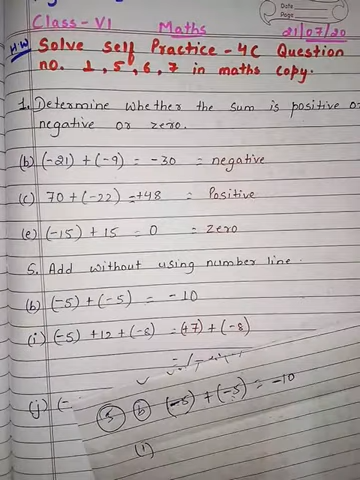 Date
Page
Class - VI Maths 21/07/20
HW Solve self Practice - 4C Question
no. 1, 5, 6, 7 in maths copy.
1. Determine whether the sum is positive or
negative or zero.
(b) (-21) + (-9) = -30 = negative
(c) 70 + (-22) = +48 = Positive
(e) (-15) + 15 = 0 = zero
5. Add without using number line.
(b) (-5) + (-5) = -10
(i) (-5) + 12 + (-8) = (+7) + (-8)
(j) (-
5 b (-5) + (-5) = -10
(i)